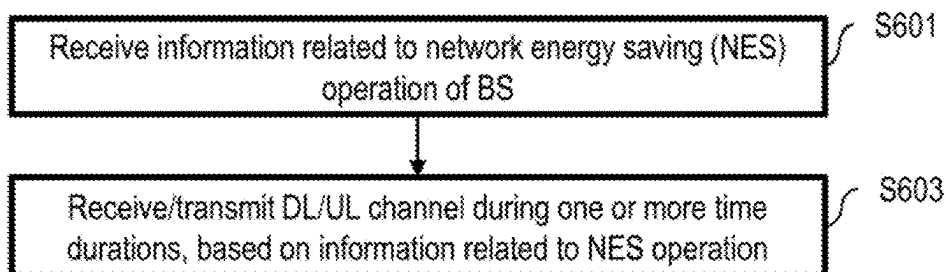 Receive information related to network energy saving (NES)
operation of BS
S601
Receive/transmit DL/UL channel during one or more time
durations, based on information related to NES operation
S603